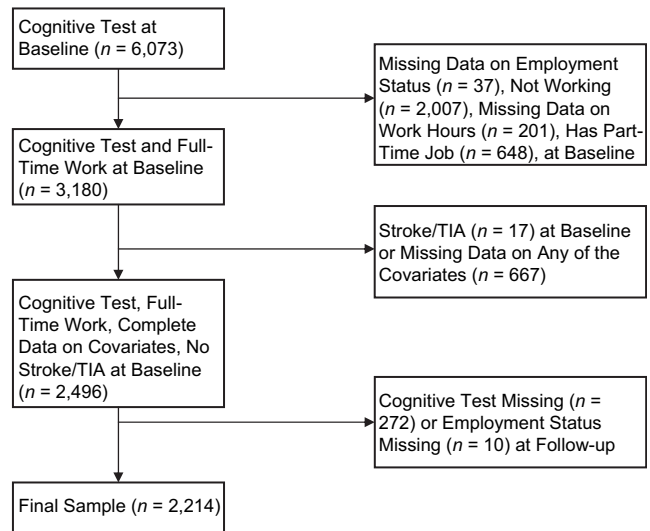 Cognitive Test at
Baseline (n = 6,073)
Missing Data on Employment
Status (n = 37), Not Working
(n = 2,007), Missing Data on
Work Hours (n = 201), Has Part-
Time Job (n = 648), at Baseline
Cognitive Test and Full-
Time Work at Baseline
(n = 3,180)
Stroke/TIA (n = 17) at Baseline
or Missing Data on Any of the
Covariates (n = 667)
Cognitive Test, Full-
Time Work, Complete
Data on Covariates, No
Stroke/TIA at Baseline
(n = 2,496)
Cognitive Test Missing (n =
272) or Employment Status
Missing (n = 10) at Follow-up
Final Sample (n = 2,214)